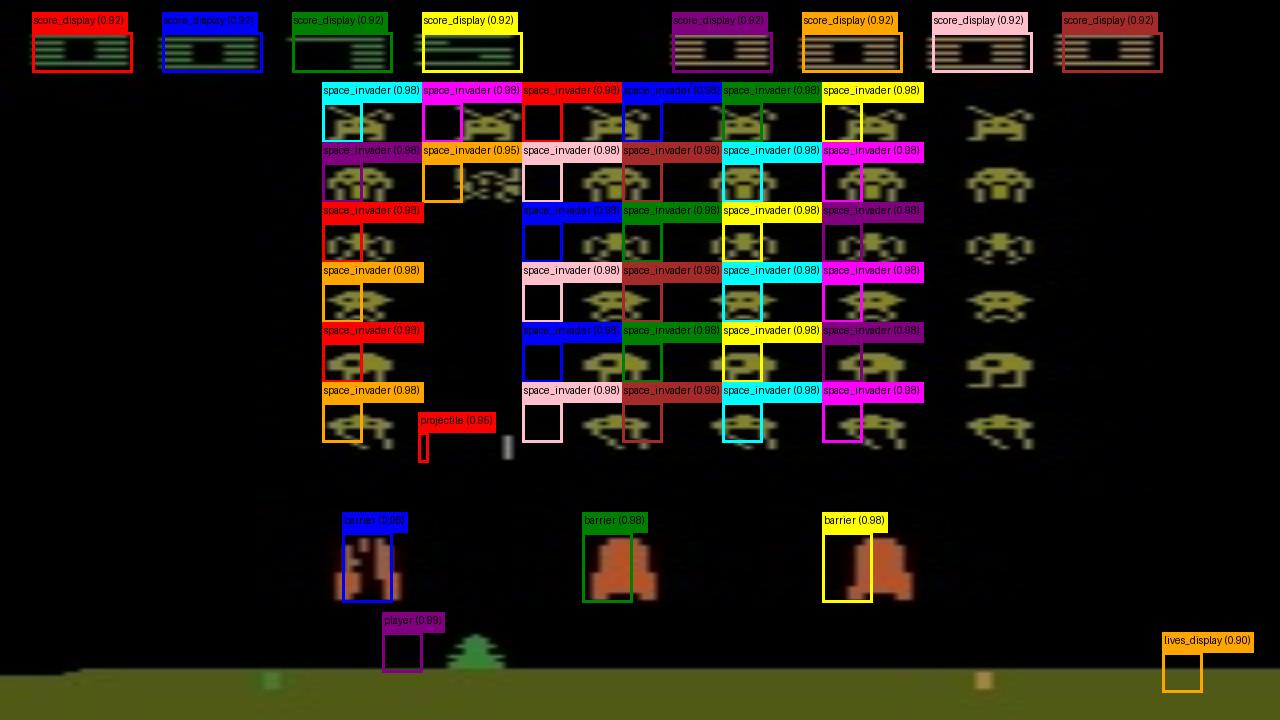 score_display (0.92) score_display (0.92) score_display (0.92) score_display (0.92) score_display (0.92) score_display (0.92) score_display (0.92) score_display (0.92)
space_invader (0.98) space_invader (0.98) space_invader (0.98) space_invader (0.98) space_invader (0.98) space_invader (0.98)
space_invader (0.98) space_invader (0.95) space_invader (0.98) space_invader (0.98) space_invader (0.98) space_invader (0.98)
space_invader (0.98) space_invader (0.98) space_invader (0.98) space_invader (0.98) space_invader (0.98)
space_invader (0.98) space_invader (0.98) space_invader (0.98) space_invader (0.98) space_invader (0.98)
space_invader (0.98) space_invader (0.98) space_invader (0.98) space_invader (0.98) space_invader (0.98)
space_invader (0.98) space_invader (0.98) space_invader (0.98) space_invader (0.98) space_invader (0.98)
projectile (0.95)
barrier (0.95) barrier (0.98) barrier (0.98)
player (0.99)
lives_display (0.90)